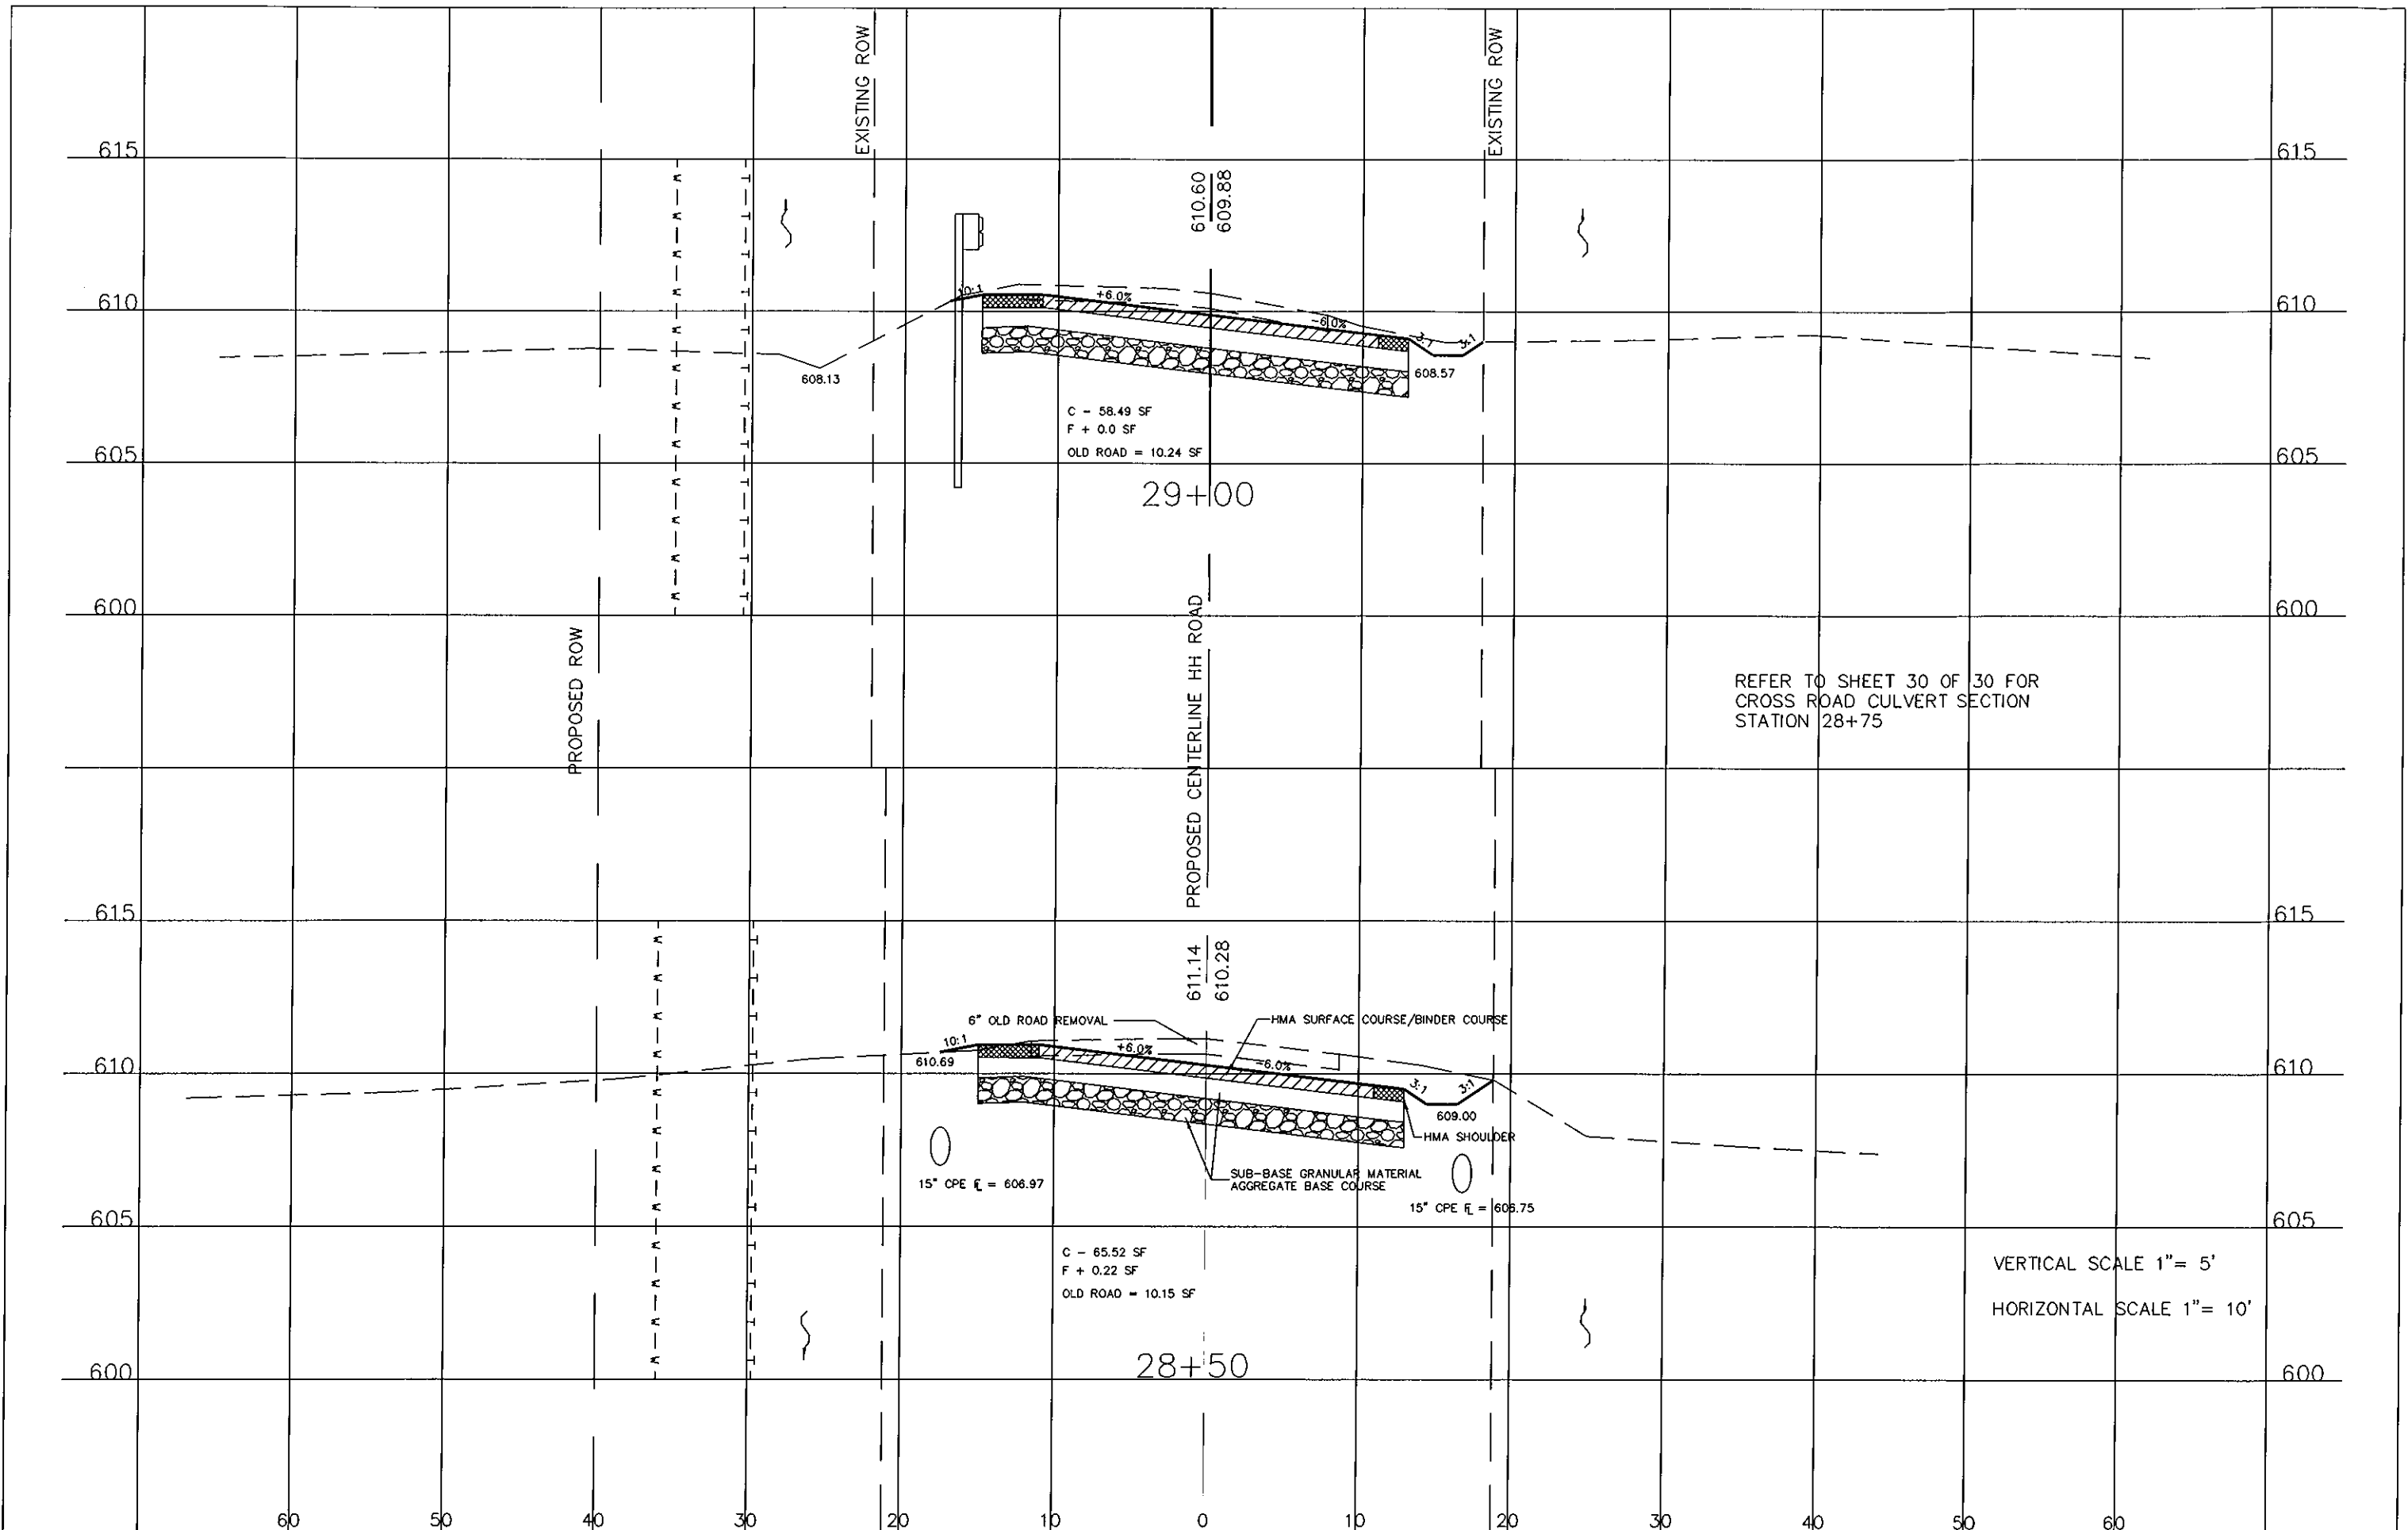 EXISTING ROW
EXISTING ROW
615
615
610.60
609.88
10:1
+6.0%
-6.0%
3:1
3:1
610
610
608.13
608.57
C - 58.49 SF
F + 0.0 SF
OLD ROAD = 10.24 SF
605
605
29+00
600
600
PROPOSED ROW
PROPOSED CENTERLINE HH ROAD
REFER TO SHEET 30 OF 30 FOR
CROSS ROAD CULVERT SECTION
STATION 28+75
615
615
611.14
610.28
6" OLD ROAD REMOVAL
HMA SURFACE COURSE/BINDER COURSE
10:1
+6.0%
-6.0%
3:1
3:1
610.69
610
610
609.00
HMA SHOULDER
SUB-BASE GRANULAR MATERIAL
AGGREGATE BASE COURSE
15" CPE FL = 606.97
15" CPE FL = 606.75
605
605
C - 65.52 SF
F + 0.22 SF
OLD ROAD = 10.15 SF
VERTICAL SCALE 1"= 5'
HORIZONTAL SCALE 1"= 10'
28+50
600
600
60 50 40 30 20 10 0 10 20 30 40 50 60